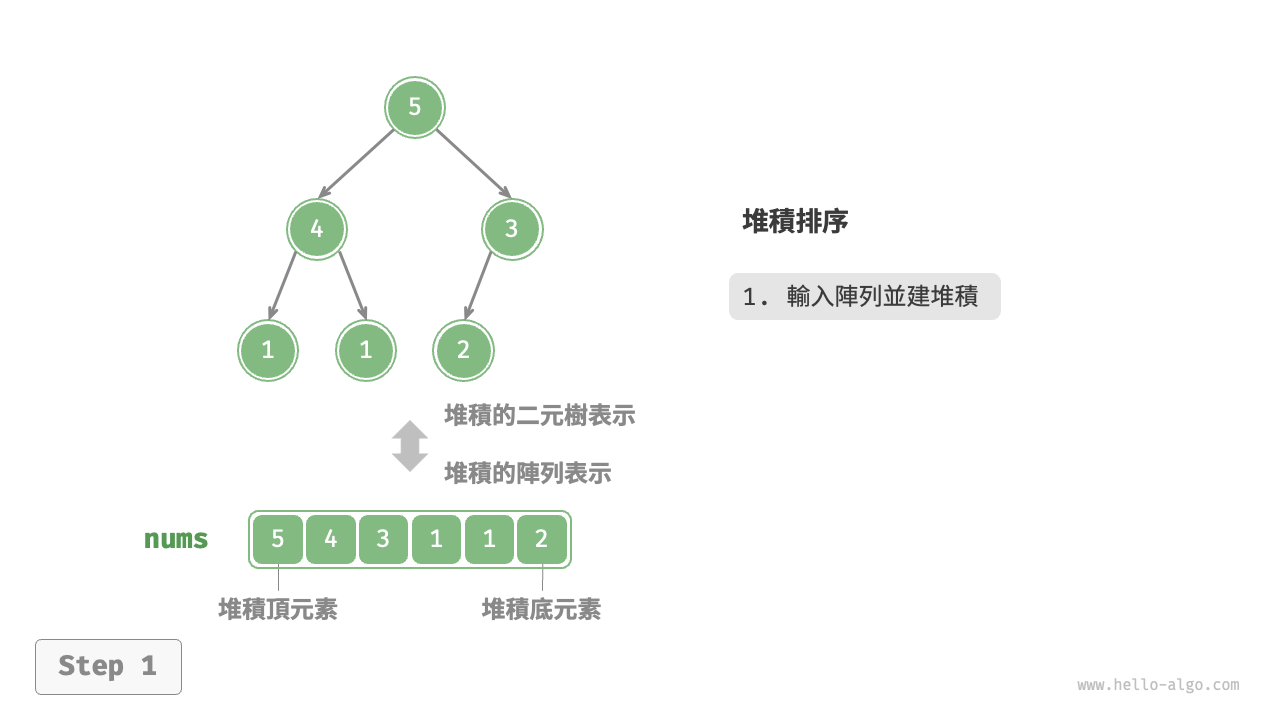 5
4 3
1 1 2
堆積的二元樹表示
堆積的陣列表示
nums 5 4 3 1 1 2
堆積頂元素 堆積底元素
Step 1
堆積排序
1. 輸入陣列並建堆積
www.hello-algo.com